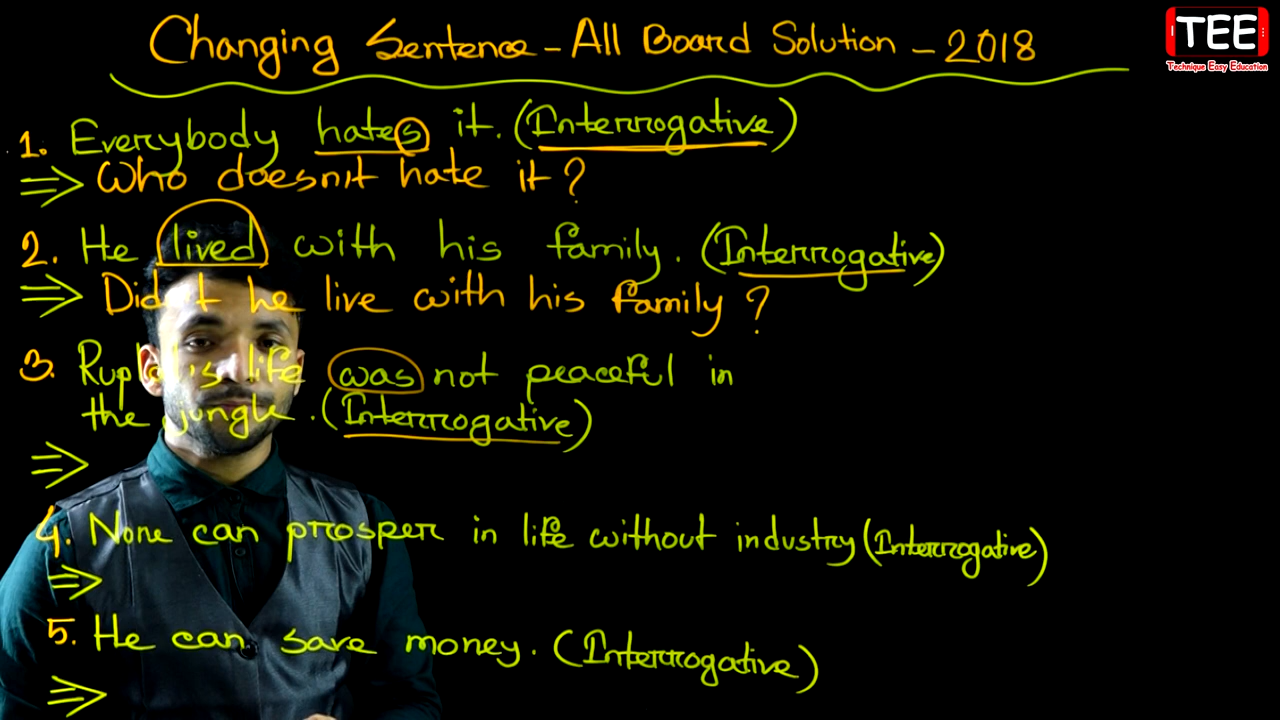 Changing Sentence - All Board Solution - 2018
TEE
Technique Easy Education
1. Everybody hates it. (Interrogative)
⇒ Who doesn't hate it?
2. He lived with his family. (Interrogative)
⇒ Didn't he live with his family?
3. life was not peaceful in
the jungle. (Interrogative)
⇒
4. None can prosper in life without industry (Interrogative)
⇒
5. He can save money. (Interrogative)
⇒